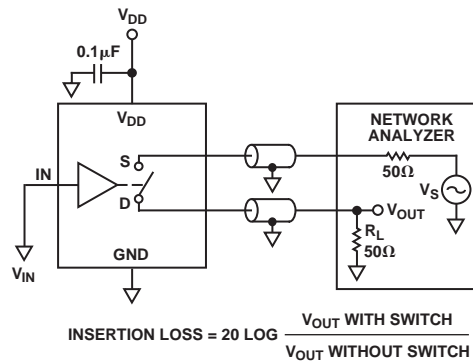 V_DD
0.1µF
V_DD
NETWORK
ANALYZER
IN
S
50Ω
V_S
D
V_OUT
R_L
50Ω
GND
V_IN
INSERTION LOSS = 20 LOG V_OUT WITH SWITCH
V_OUT WITHOUT SWITCH